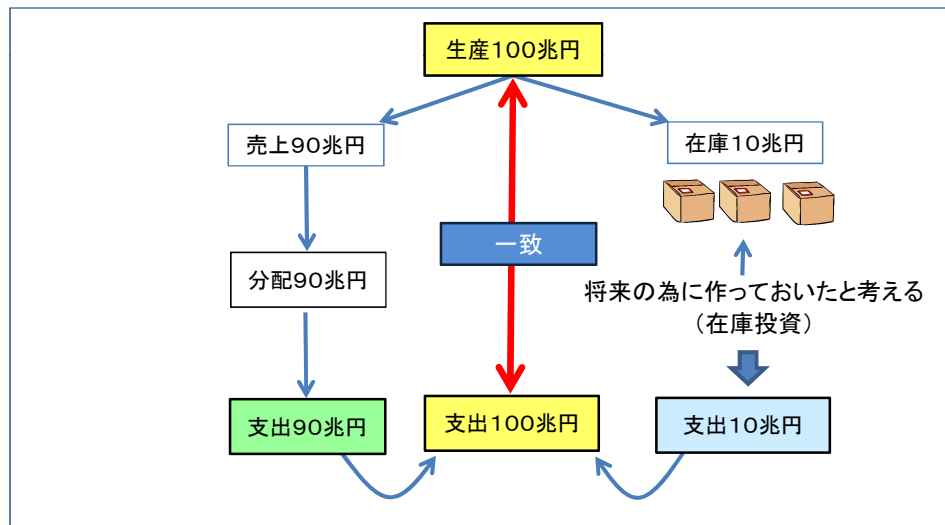 生産100兆円
売上90兆円
在庫10兆円
一致
分配90兆円
将来の為に作っておいたと考える
(在庫投資)
支出90兆円
支出100兆円
支出10兆円